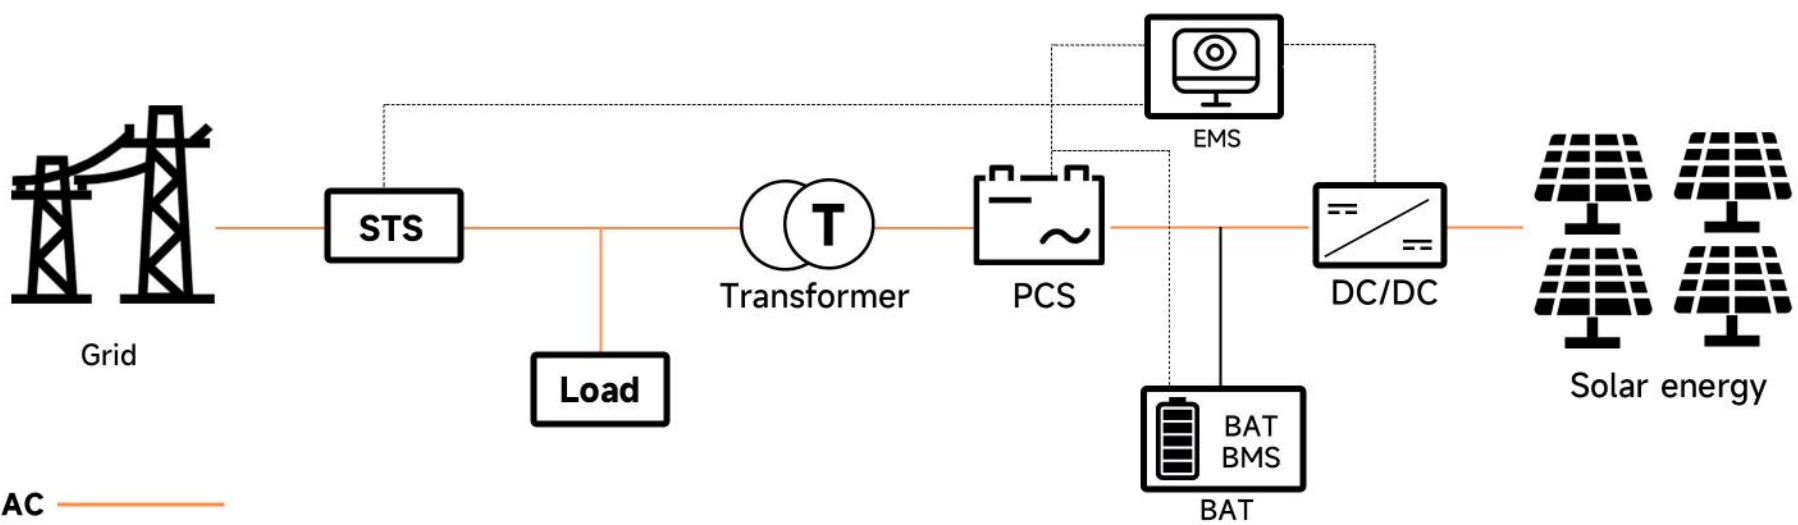 EMS
STS
T
Transformer
PCS
DC/DC
Grid
Load
Solar energy
BAT
BMS
BAT
AC